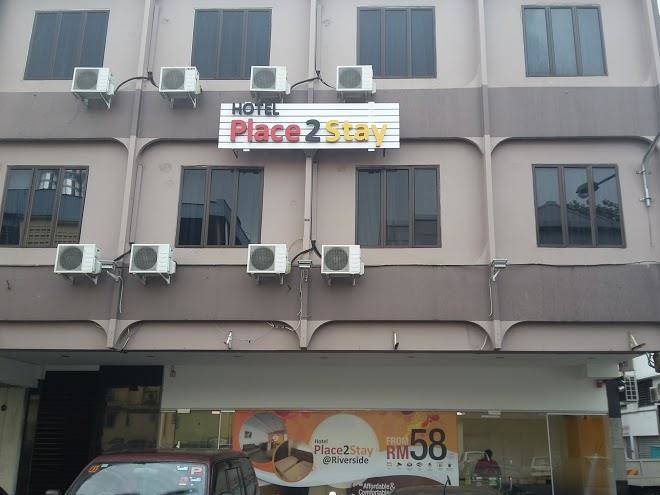 HOTEL
Place 2 Stay
Hotel
Place2Stay
@Riverside
FROM
RM58
Affordable &
Comfortable
P